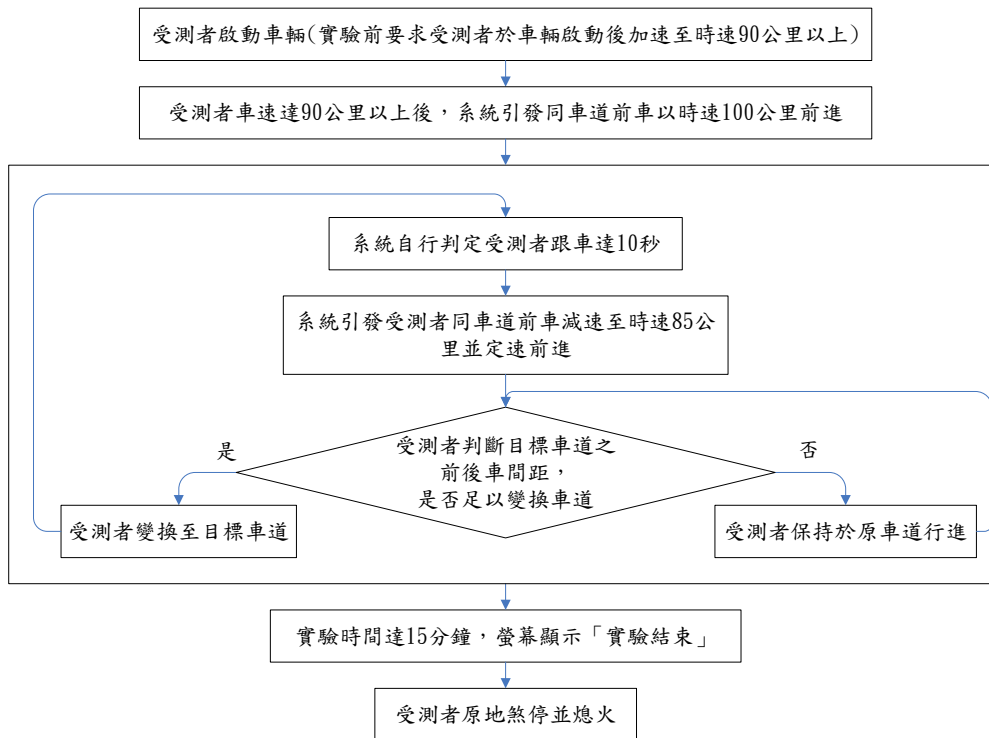 受測者啟動車輛(實驗前要求受測者於車輛啟動後加速至時速90公里以上)
受測者車速達90公里以上後，系統引發同車道前車以時速100公里前進
系統自行判定受測者跟車達10秒
系統引發受測者同車道前車減速至時速85公
里並定速前進
受測者判斷目標車道之
前後車間距，
是否足以變換車道
是
否
受測者變換至目標車道
受測者保持於原車道行進
實驗時間達15分鐘，螢幕顯示「實驗結束」
受測者原地煞停並熄火